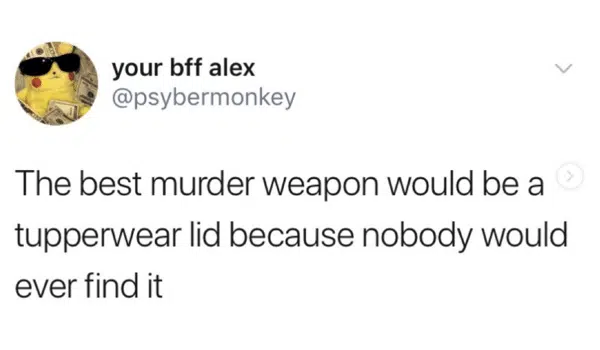 your bff alex
@psybermonkey
The best murder weapon would be a
tupperwear lid because nobody would
ever find it